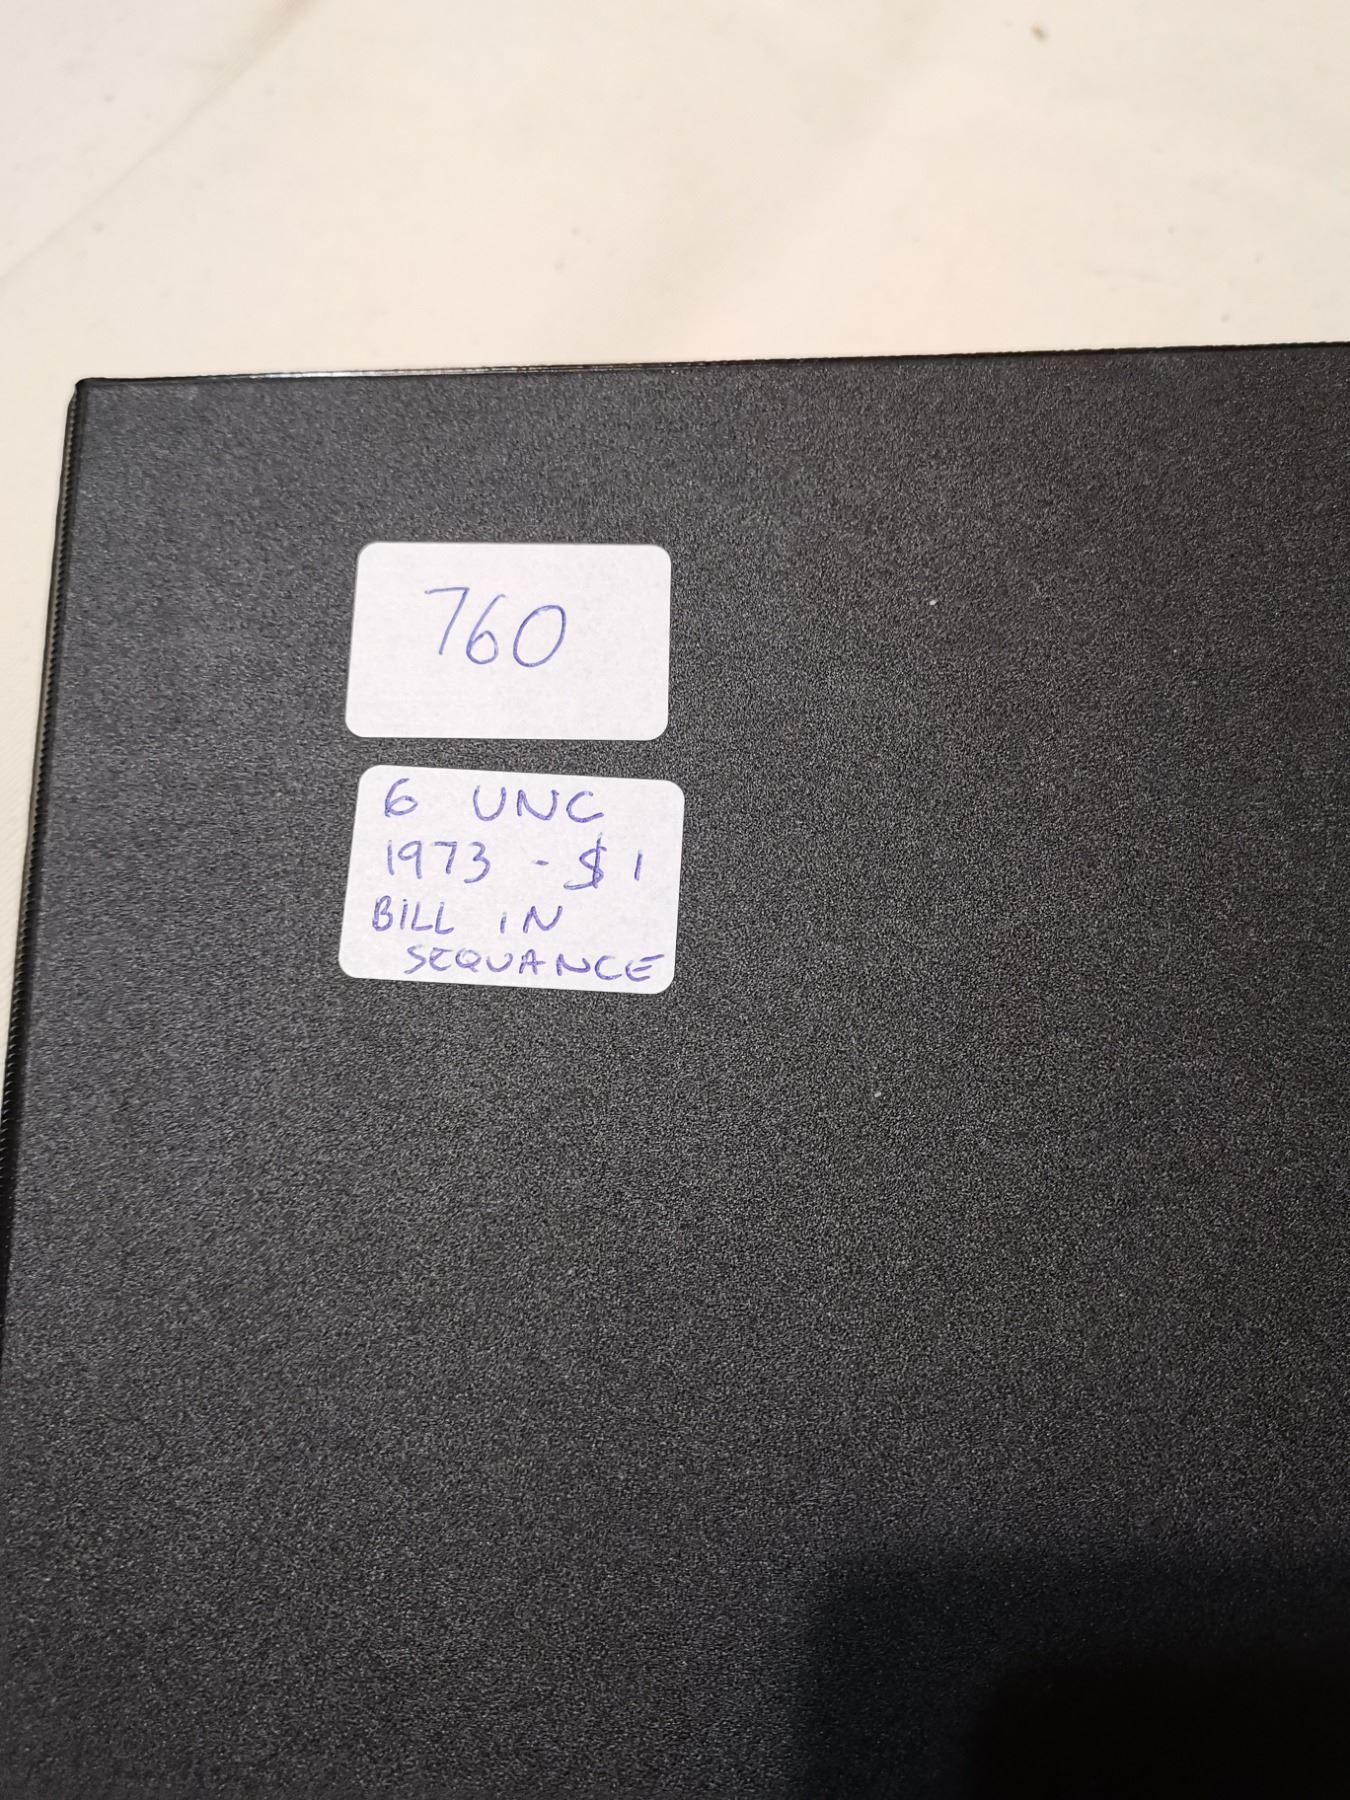 760
6 UNC
1973 - $1
BILL IN
SEQUANCE